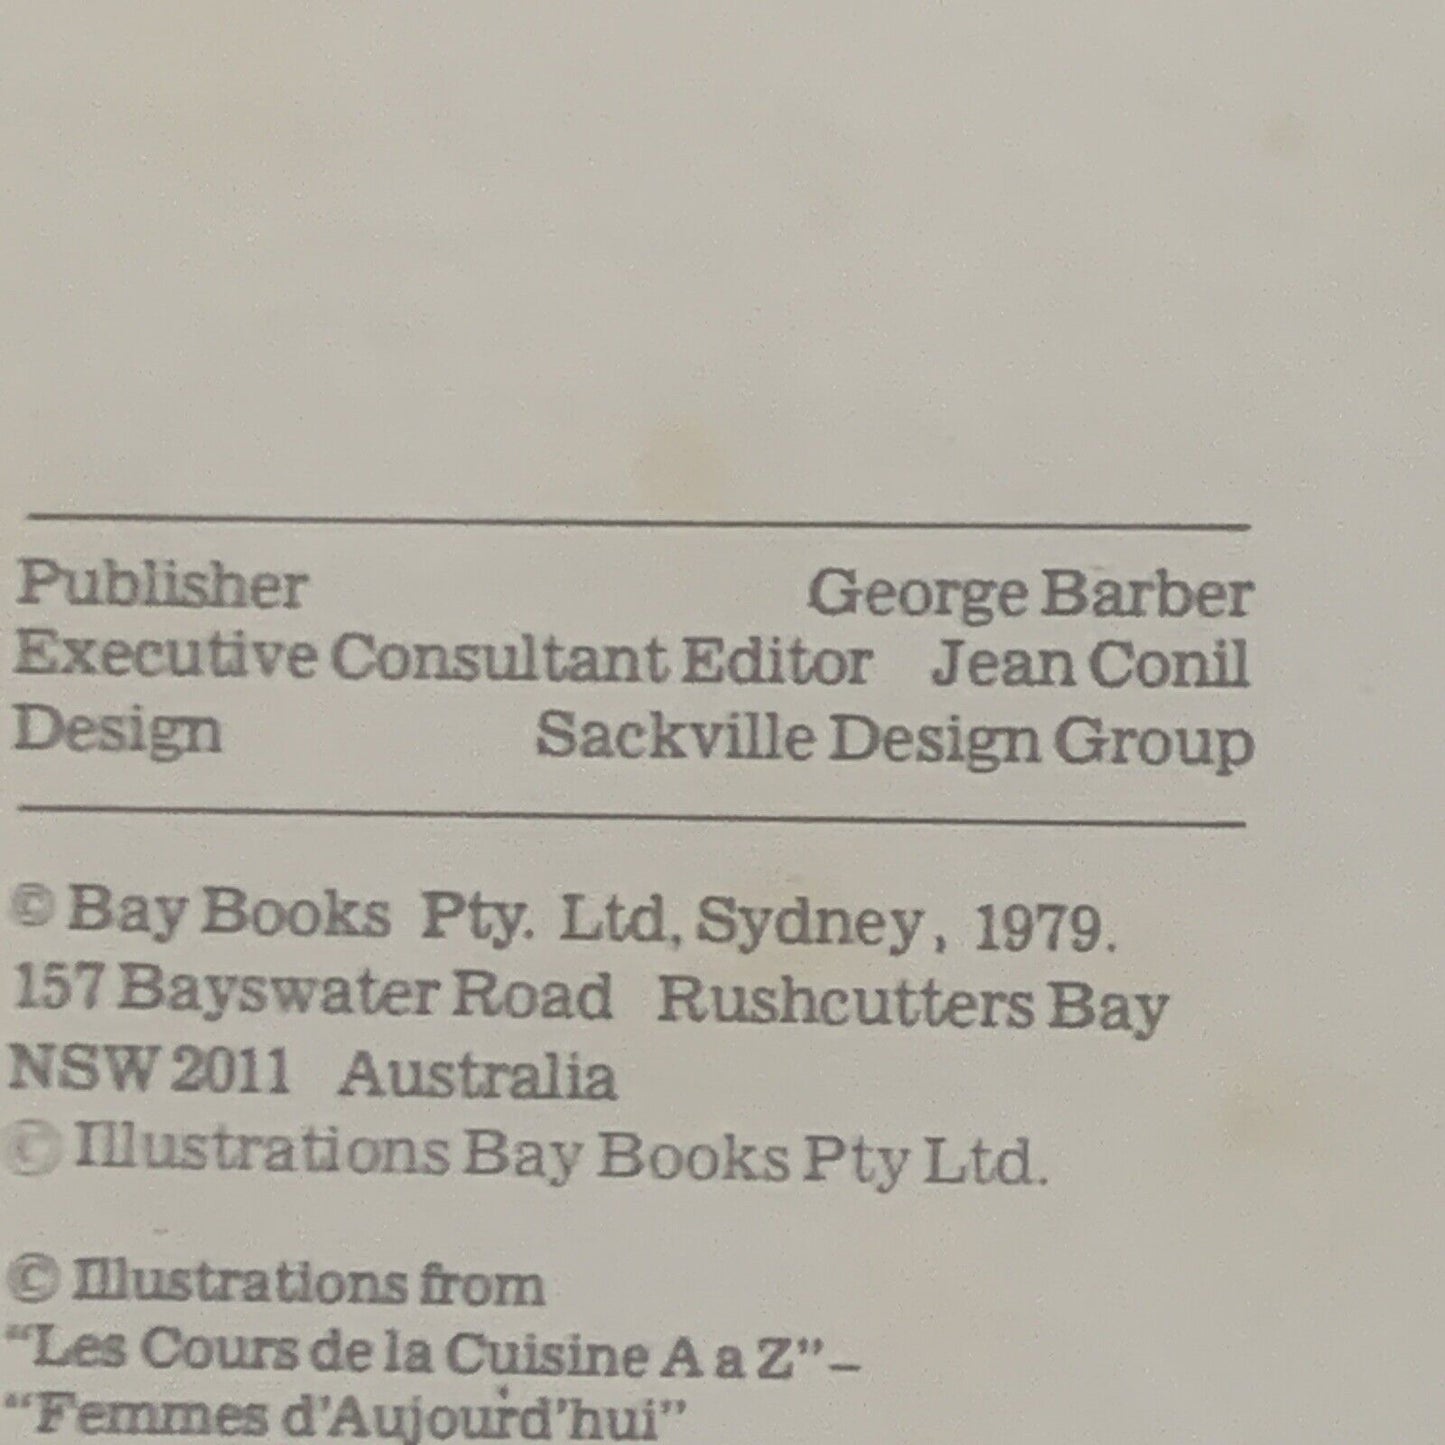 Publisher George Barber
Executive Consultant Editor Jean Conil
Design Sackville Design Group
© Bay Books Pty. Ltd, Sydney, 1979.
157 Bayswater Road Rushcutters Bay
NSW 2011 Australia
© Illustrations Bay Books Pty Ltd.
© Illustrations from
“Les Cours de la Cuisine A a Z” –
“Femmes d’Aujourd’hui”